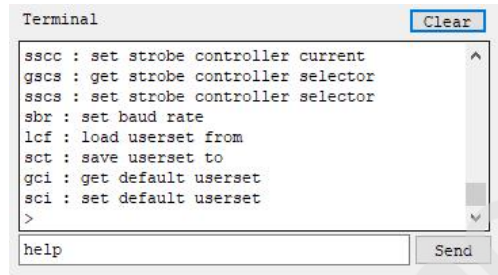 Terminal Clear
sscc : set strobe controller current
gscs : get strobe controller selector
sscs : set strobe controller selector
sbr : set baud rate
lcf : load userset from
sct : save userset to
gci : get default userset
sci : set default userset
>
help Send